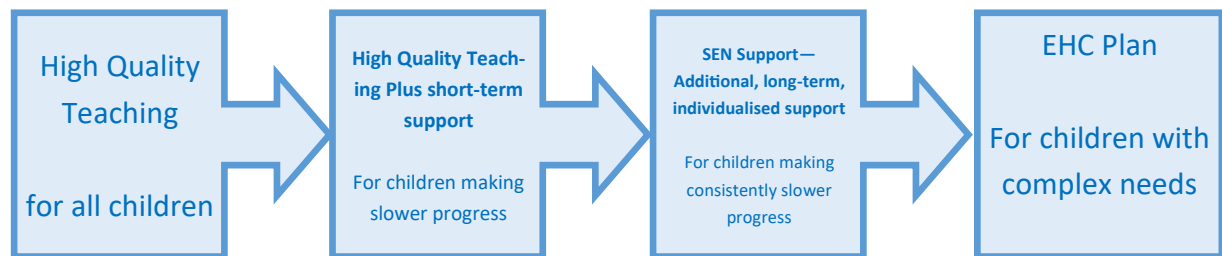 High Quality
Teaching
for all children
High Quality Teach-
ing Plus short-term
support
For children making
slower progress
SEN Support—
Additional, long-term,
individualised support
For children making
consistently slower
progress
EHC Plan
For children with
complex needs